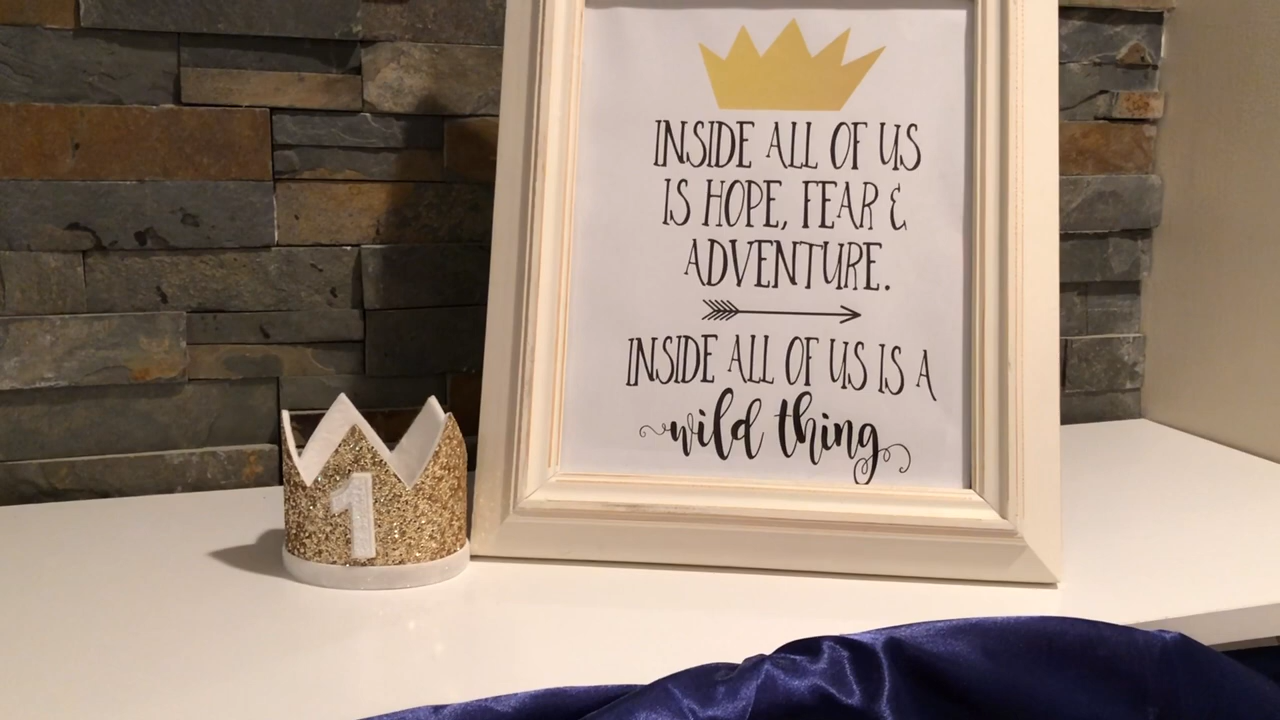 INSIDE ALL OF US
IS HOPE, FEAR &
ADVENTURE.
INSIDE ALL OF US IS A
wild thing
1